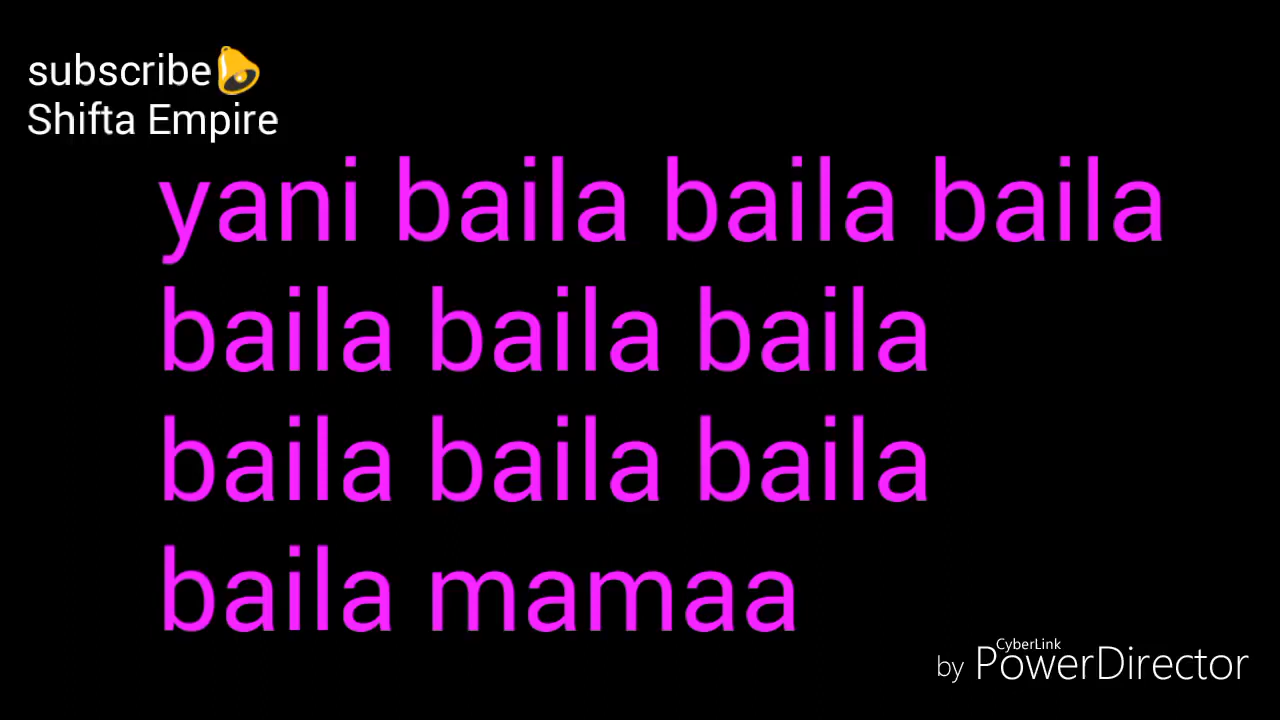 subscribe🔔
Shifta Empire
yani baila baila baila
baila baila baila
baila baila baila
baila mamaa
CyberLink
by PowerDirector